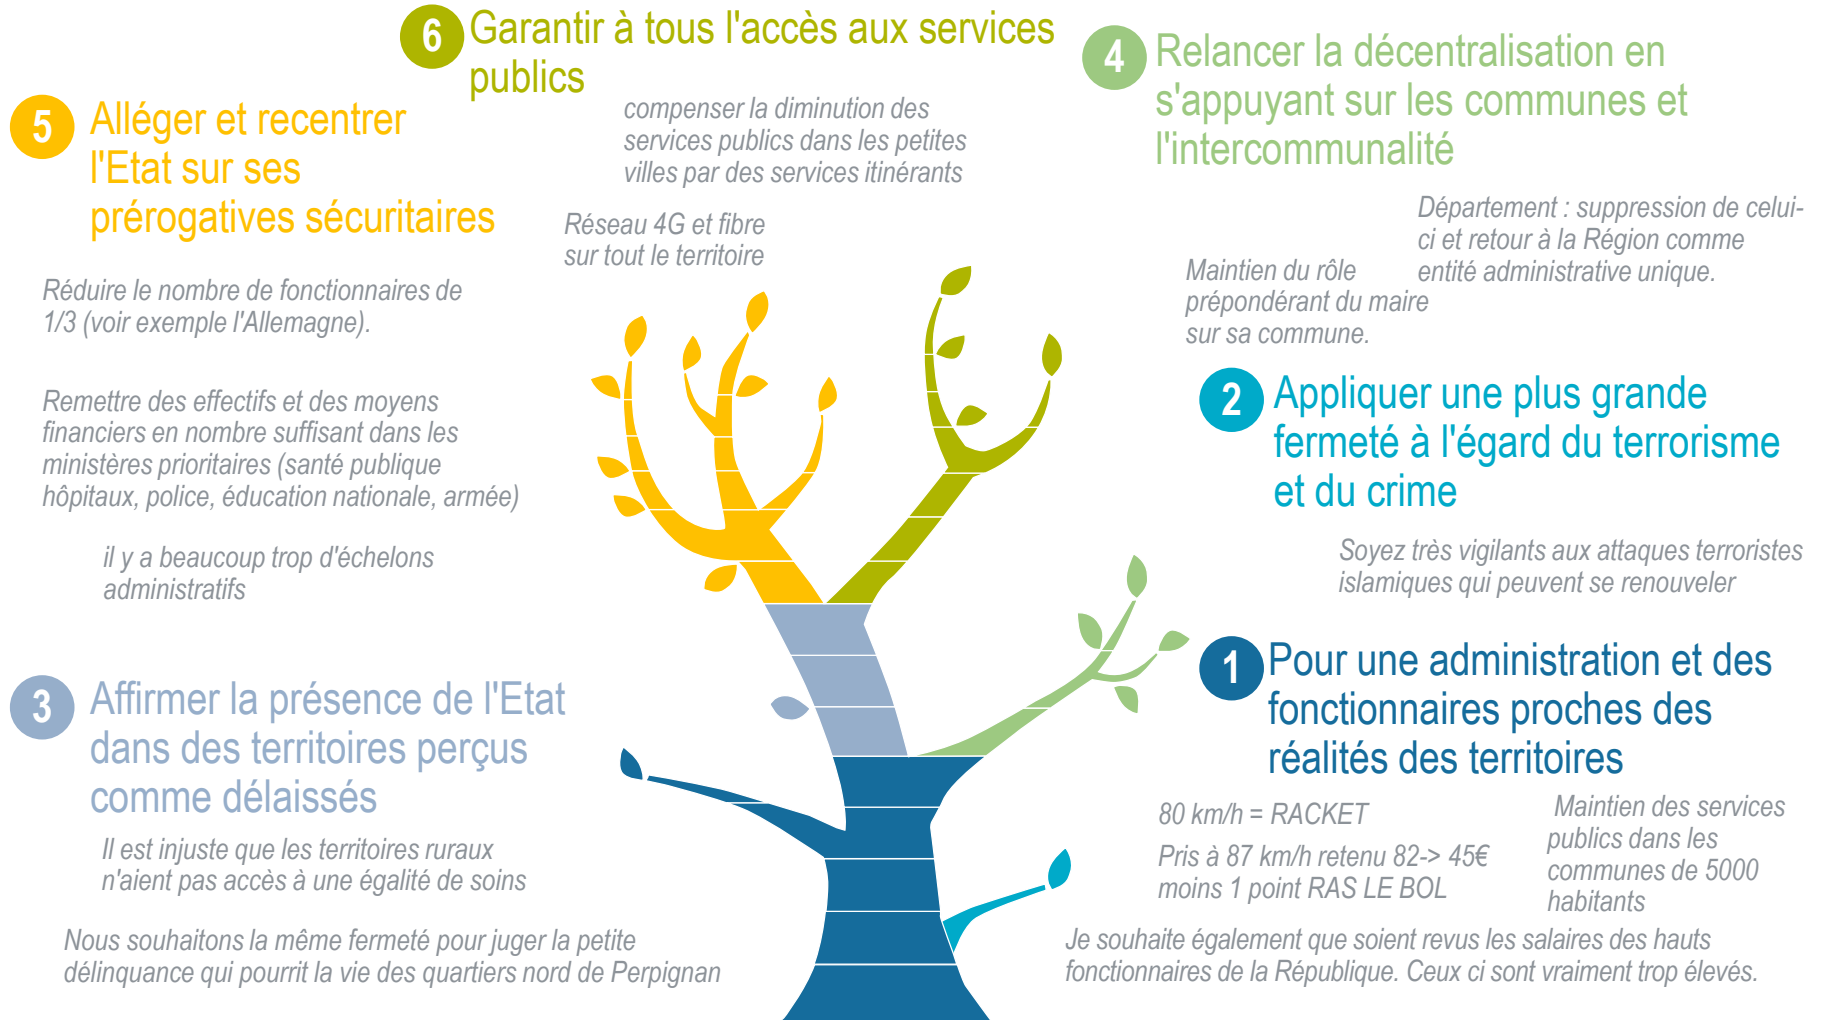 6
Garantir à tous l'accès aux services
publics
compenser la diminution des
services publics dans les petites
villes par des services itinérants
Réseau 4G et fibre
sur tout le territoire
4
Relancer la décentralisation en
s'appuyant sur les communes et
l'intercommunalité
Département : suppression de celui-
ci et retour à la Région comme
entité administrative unique.
Maintien du rôle
prépondérant du maire
sur sa commune.
5
Alléger et recentrer
l'Etat sur ses
prérogatives sécuritaires
Réduire le nombre de fonctionnaires de
1/3 (voir exemple l'Allemagne).
Remettre des effectifs et des moyens
financiers en nombre suffisant dans les
ministères prioritaires (santé publique
hôpitaux, police, éducation nationale, armée)
il y a beaucoup trop d'échelons
administratifs
2
Appliquer une plus grande
fermeté à l'égard du terrorisme
et du crime
Soyez très vigilants aux attaques terroristes
islamiques qui peuvent se renouveler
3
Affirmer la présence de l'Etat
dans des territoires perçus
comme délaissés
Il est injuste que les territoires ruraux
n'aient pas accès à une égalité de soins
Nous souhaitons la même fermeté pour juger la petite
délinquance qui pourrit la vie des quartiers nord de Perpignan
1
Pour une administration et des
fonctionnaires proches des
réalités des territoires
80 km/h = RACKET
Pris à 87 km/h retenu 82-> 45€
moins 1 point RAS LE BOL
Maintien des services
publics dans les
communes de 5000
habitants
Je souhaite également que soient revus les salaires des hauts
fonctionnaires de la République. Ceux ci sont vraiment trop élevés.